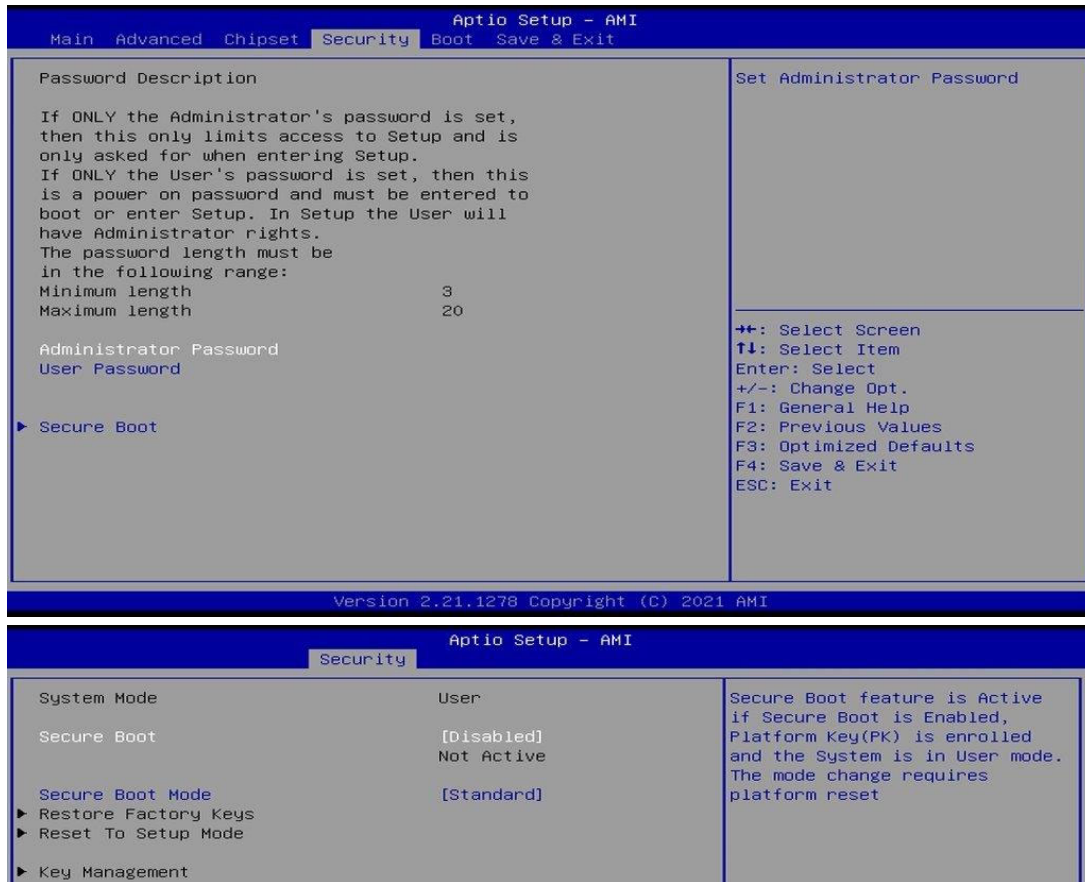 Aptio Setup - AMI
Main Advanced Chipset Security Boot Save & Exit
Password Description
If ONLY the Administrator's password is set,
then this only limits access to Setup and is
only asked for when entering Setup.
If ONLY the User's password is set, then this
is a power on password and must be entered to
boot or enter Setup. In Setup the User will
have Administrator rights.
The password length must be
in the following range:
Minimum length 3
Maximum length 20
Administrator Password
User Password
▶ Secure Boot
Set Administrator Password
→←: Select Screen
↑↓: Select Item
Enter: Select
+/-: Change Opt.
F1: General Help
F2: Previous Values
F3: Optimized Defaults
F4: Save & Exit
ESC: Exit
Version 2.21.1278 Copyright (C) 2021 AMI
Aptio Setup - AMI
Security
System Mode User
Secure Boot [Disabled]
Not Active
Secure Boot Mode [Standard]
▶ Restore Factory Keys
▶ Reset To Setup Mode
▶ Key Management
Secure Boot feature is Active
if Secure Boot is Enabled,
Platform Key(PK) is enrolled
and the System is in User mode.
The mode change requires
platform reset